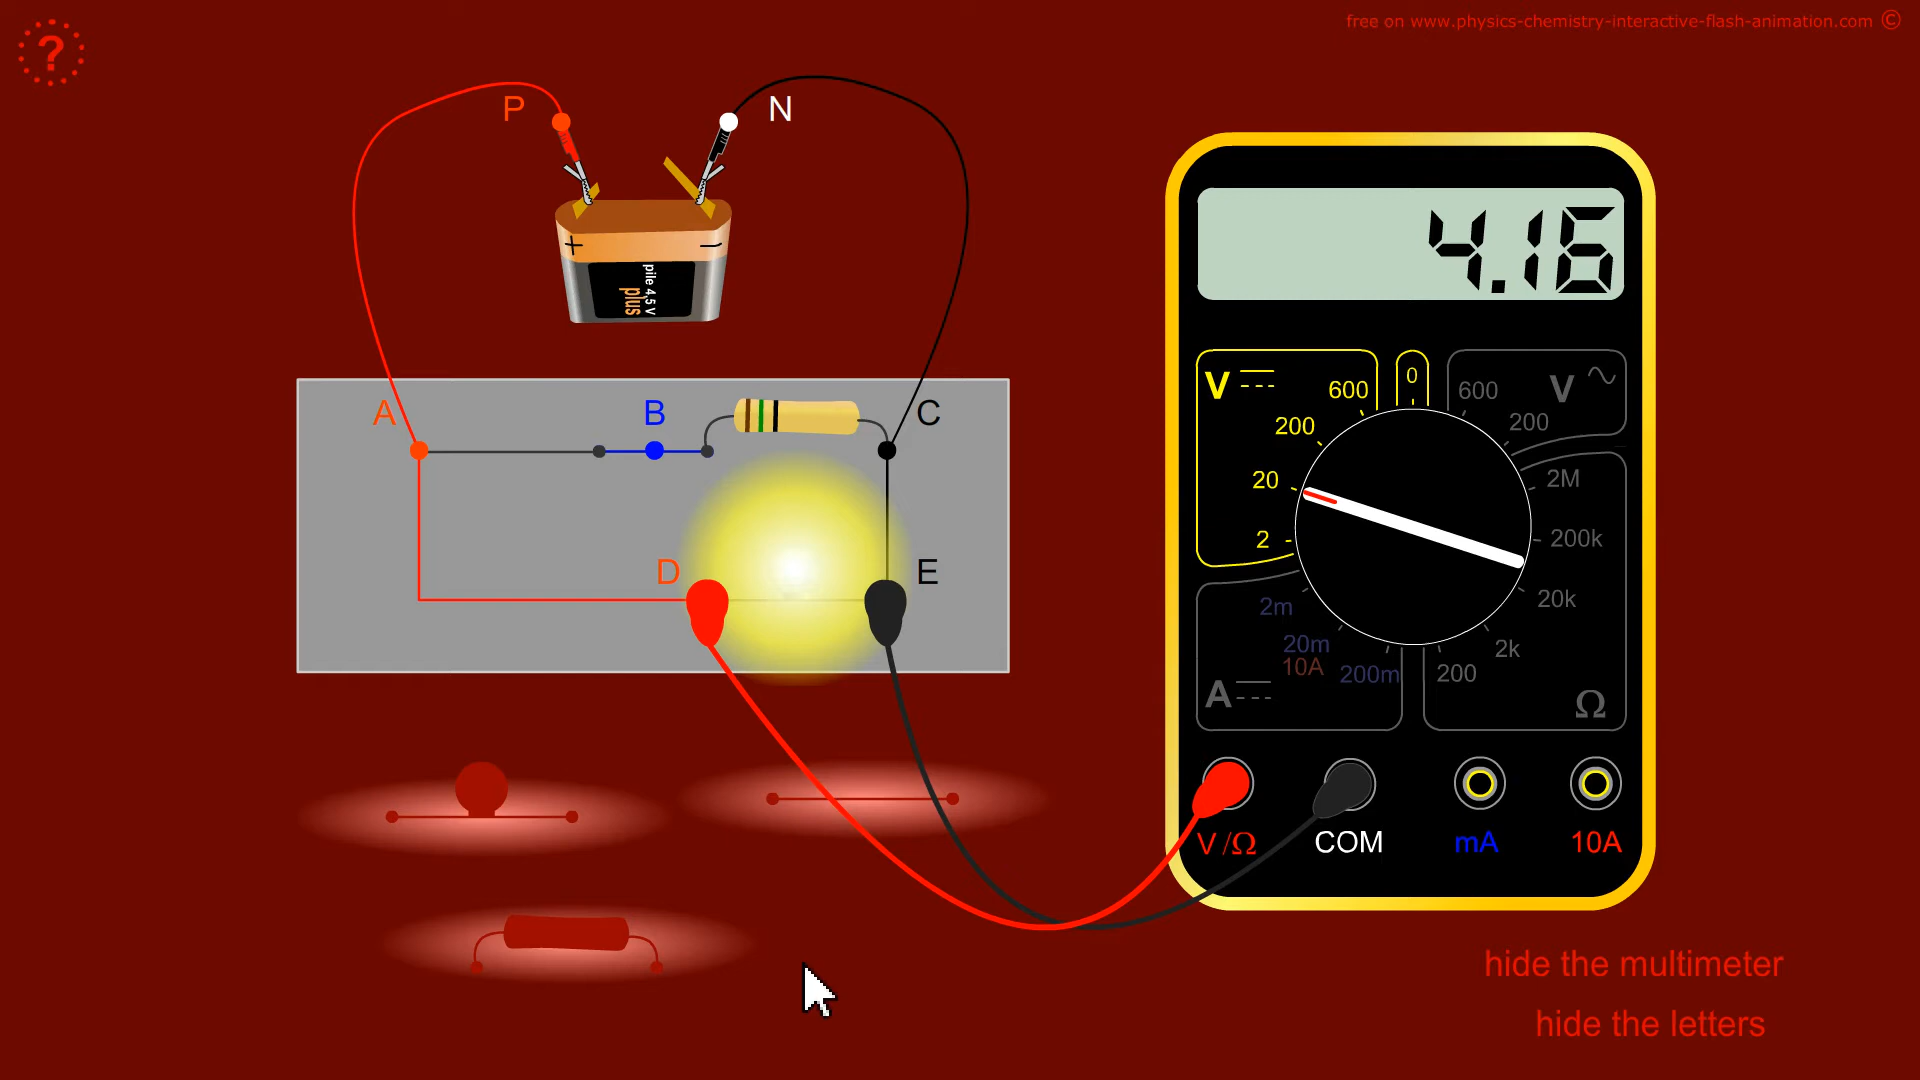 ?
free on www.physics-chemistry-interactive-flash-animation.com ©
P
N
+
−
pile 4,5 V
plus
A
B
C
D
E
4.16
V
600
0
600
V
200
200
20
2M
2
200k
2m
20k
20m
2k
10A
200m
200
A
Ω
V/Ω
COM
mA
10A
hide the multimeter
hide the letters